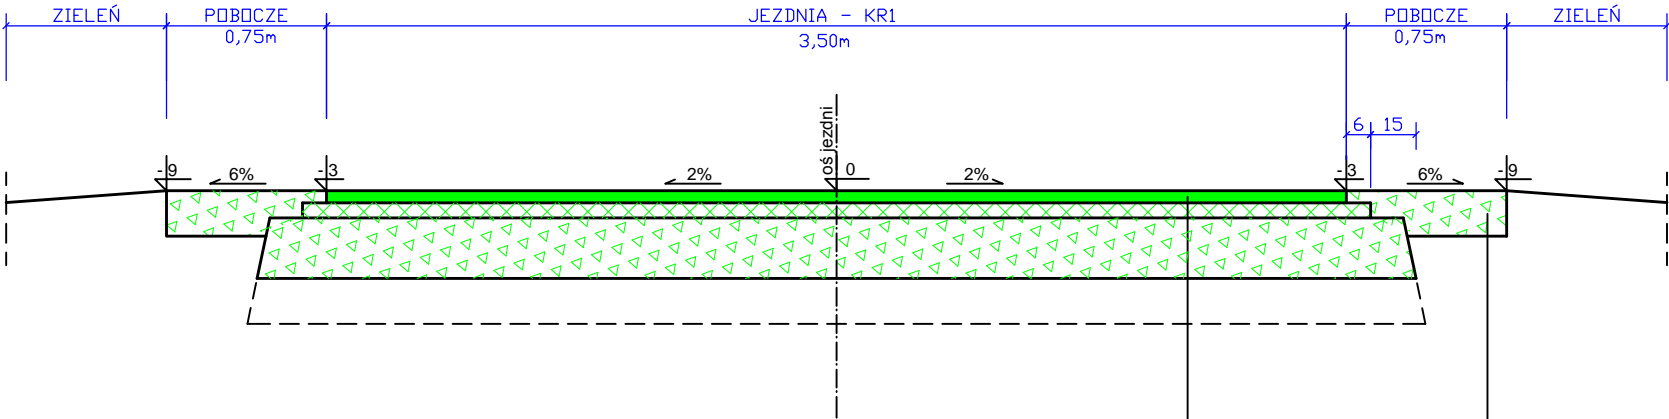 ZIELEŃ
POBOCZE
JEZDNIA - KR1
POBOCZE
ZIELEŃ
0,75m
3,50m
0,75m
6
15
oś jezdni
-9
6%
-3
2%
0
2%
-3
6%
-9